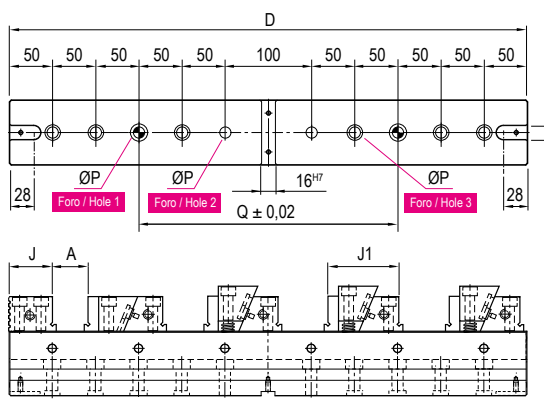 D
50 50 50 50 50 100 50 50 50 50 50
ØP ØP ØP
Foro / Hole 1 Foro / Hole 2 16H7 Foro / Hole 3
28 28
Q ± 0,02
J A J1